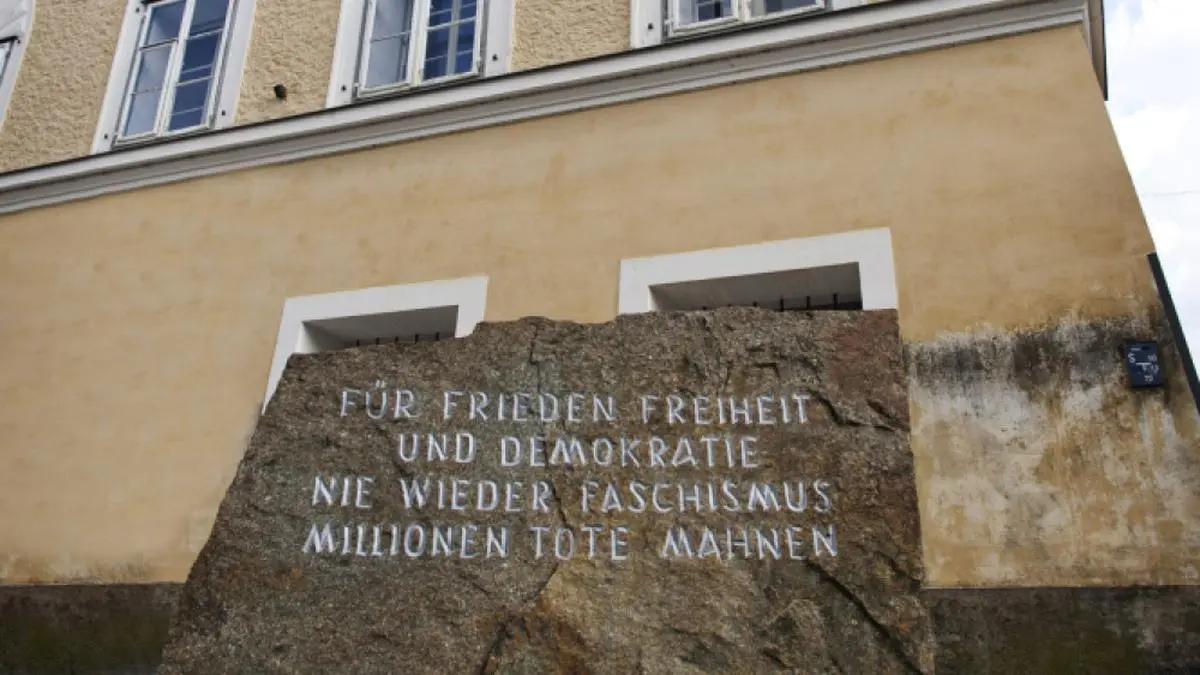 FÜR FRIEDEN FREIHEIT
UND DEMOKRATIE
NIE WIEDER FASCHISMUS
MILLIONEN TOTE MAHNEN